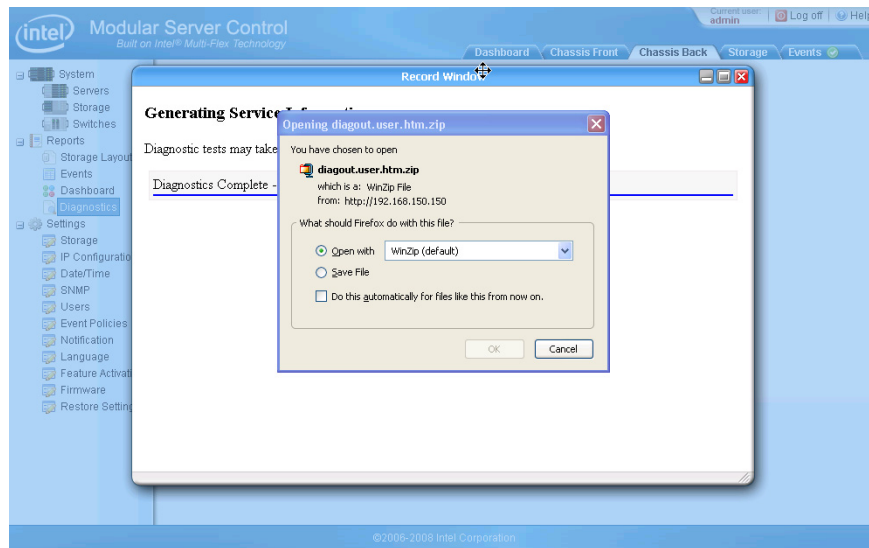 intel
Modular Server Control
Built on Intel® Multi-Flex Technology
Current user:
admin
Log off
Help
Dashboard
Chassis Front
Chassis Back
Storage
Events
System
Servers
Storage
Switches
Reports
Storage Layout
Events
Dashboard
Diagnostics
Settings
Storage
IP Configuratio
Date/Time
SNMP
Users
Event Policies
Notification
Language
Feature Activati
Firmware
Restore Setting
Record Window
Generating Service
Diagnostic tests may take
Diagnostics Complete -
Opening diagout.user.htm.zip
You have chosen to open
diagout.user.htm.zip
which is a: WinZip File
from: http://192.168.150.150
What should Firefox do with this file?
Open with WinZip (default)
Save File
Do this automatically for files like this from now on.
OK
Cancel
©2006-2008 Intel Corporation